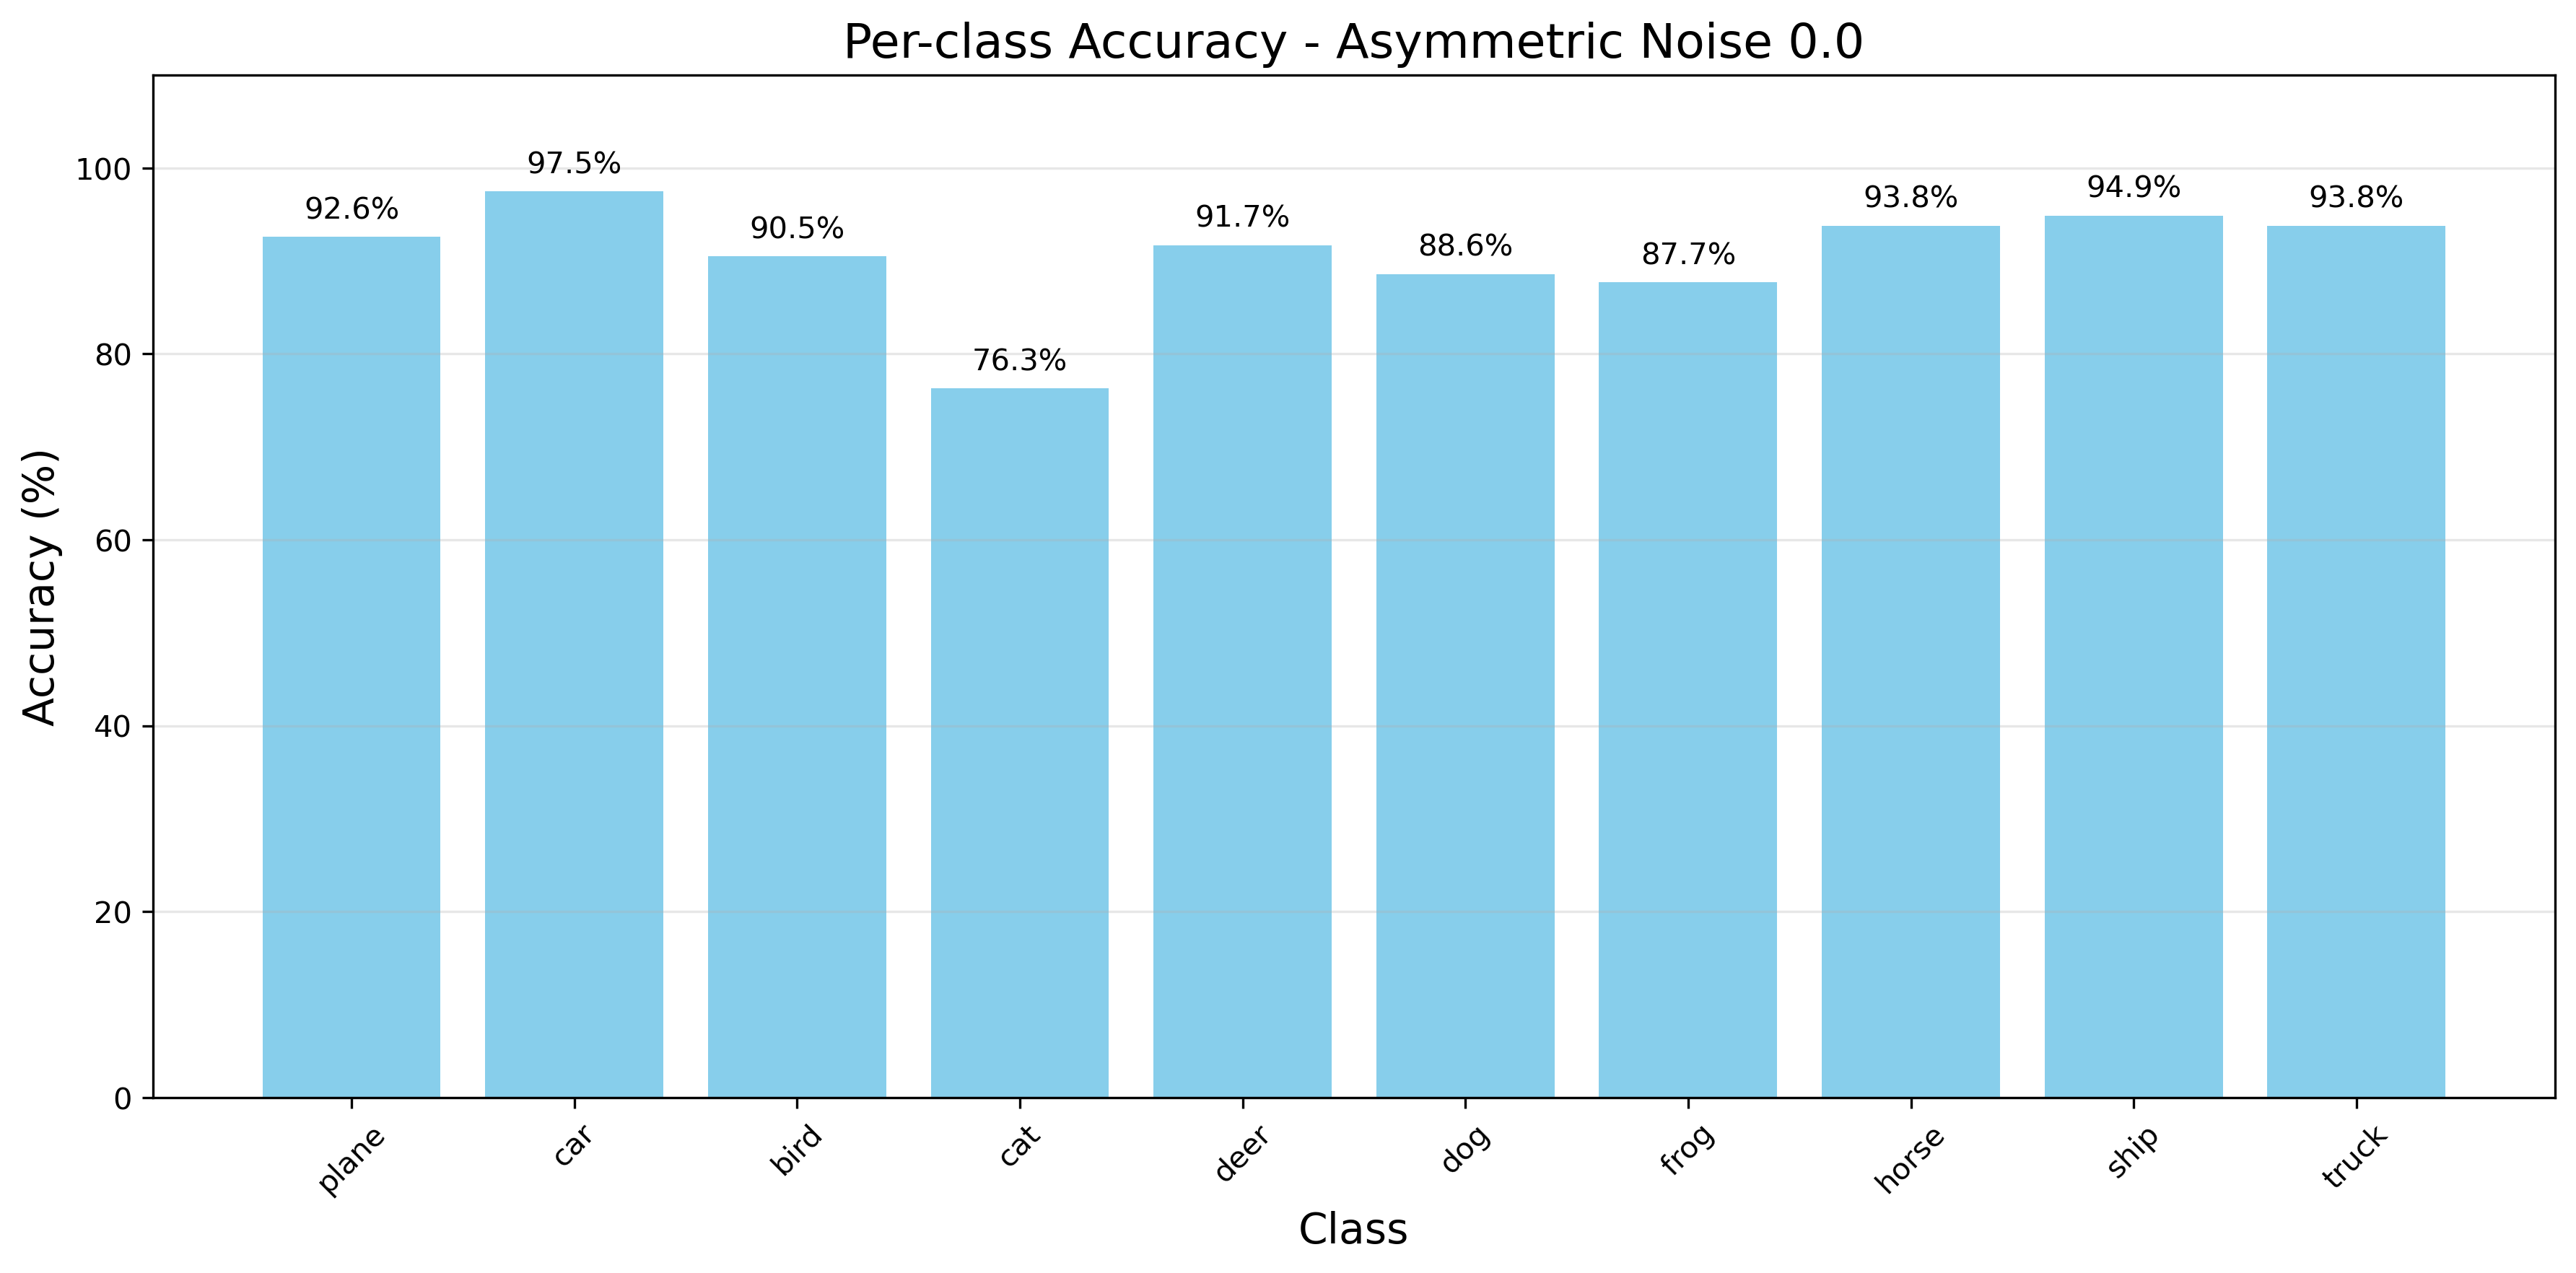 Per-class Accuracy - Asymmetric Noise 0.0
Accuracy (%)
100
80
60
40
20
0
92.6%
97.5%
90.5%
76.3%
91.7%
88.6%
87.7%
93.8%
94.9%
93.8%
plane
car
bird
cat
deer
dog
frog
horse
ship
truck
Class